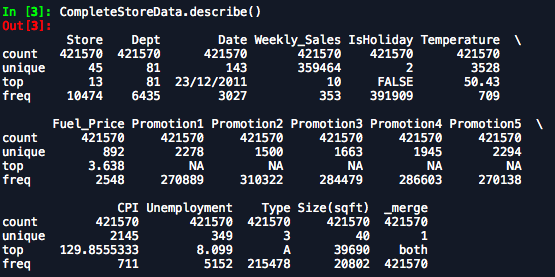 In [3]: CompleteStoreData.describe()
Out[3]:
Store Dept Date Weekly_Sales IsHoliday Temperature \
count 421570 421570 421570 421570 421570 421570
unique 45 81 143 359464 2 3528
top 13 81 23/12/2011 10 FALSE 50.43
freq 10474 6435 3027 353 391909 709
Fuel_Price Promotion1 Promotion2 Promotion3 Promotion4 Promotion5 \
count 421570 421570 421570 421570 421570 421570
unique 892 2278 1500 1663 1945 2294
top 3.638 NA NA NA NA NA
freq 2548 270889 310322 284479 286603 270138
CPI Unemployment Type Size(sqft) _merge
count 421570 421570 421570 421570 421570
unique 2145 349 3 40 1
top 129.8555333 8.099 A 39690 both
freq 711 5152 215478 20802 421570